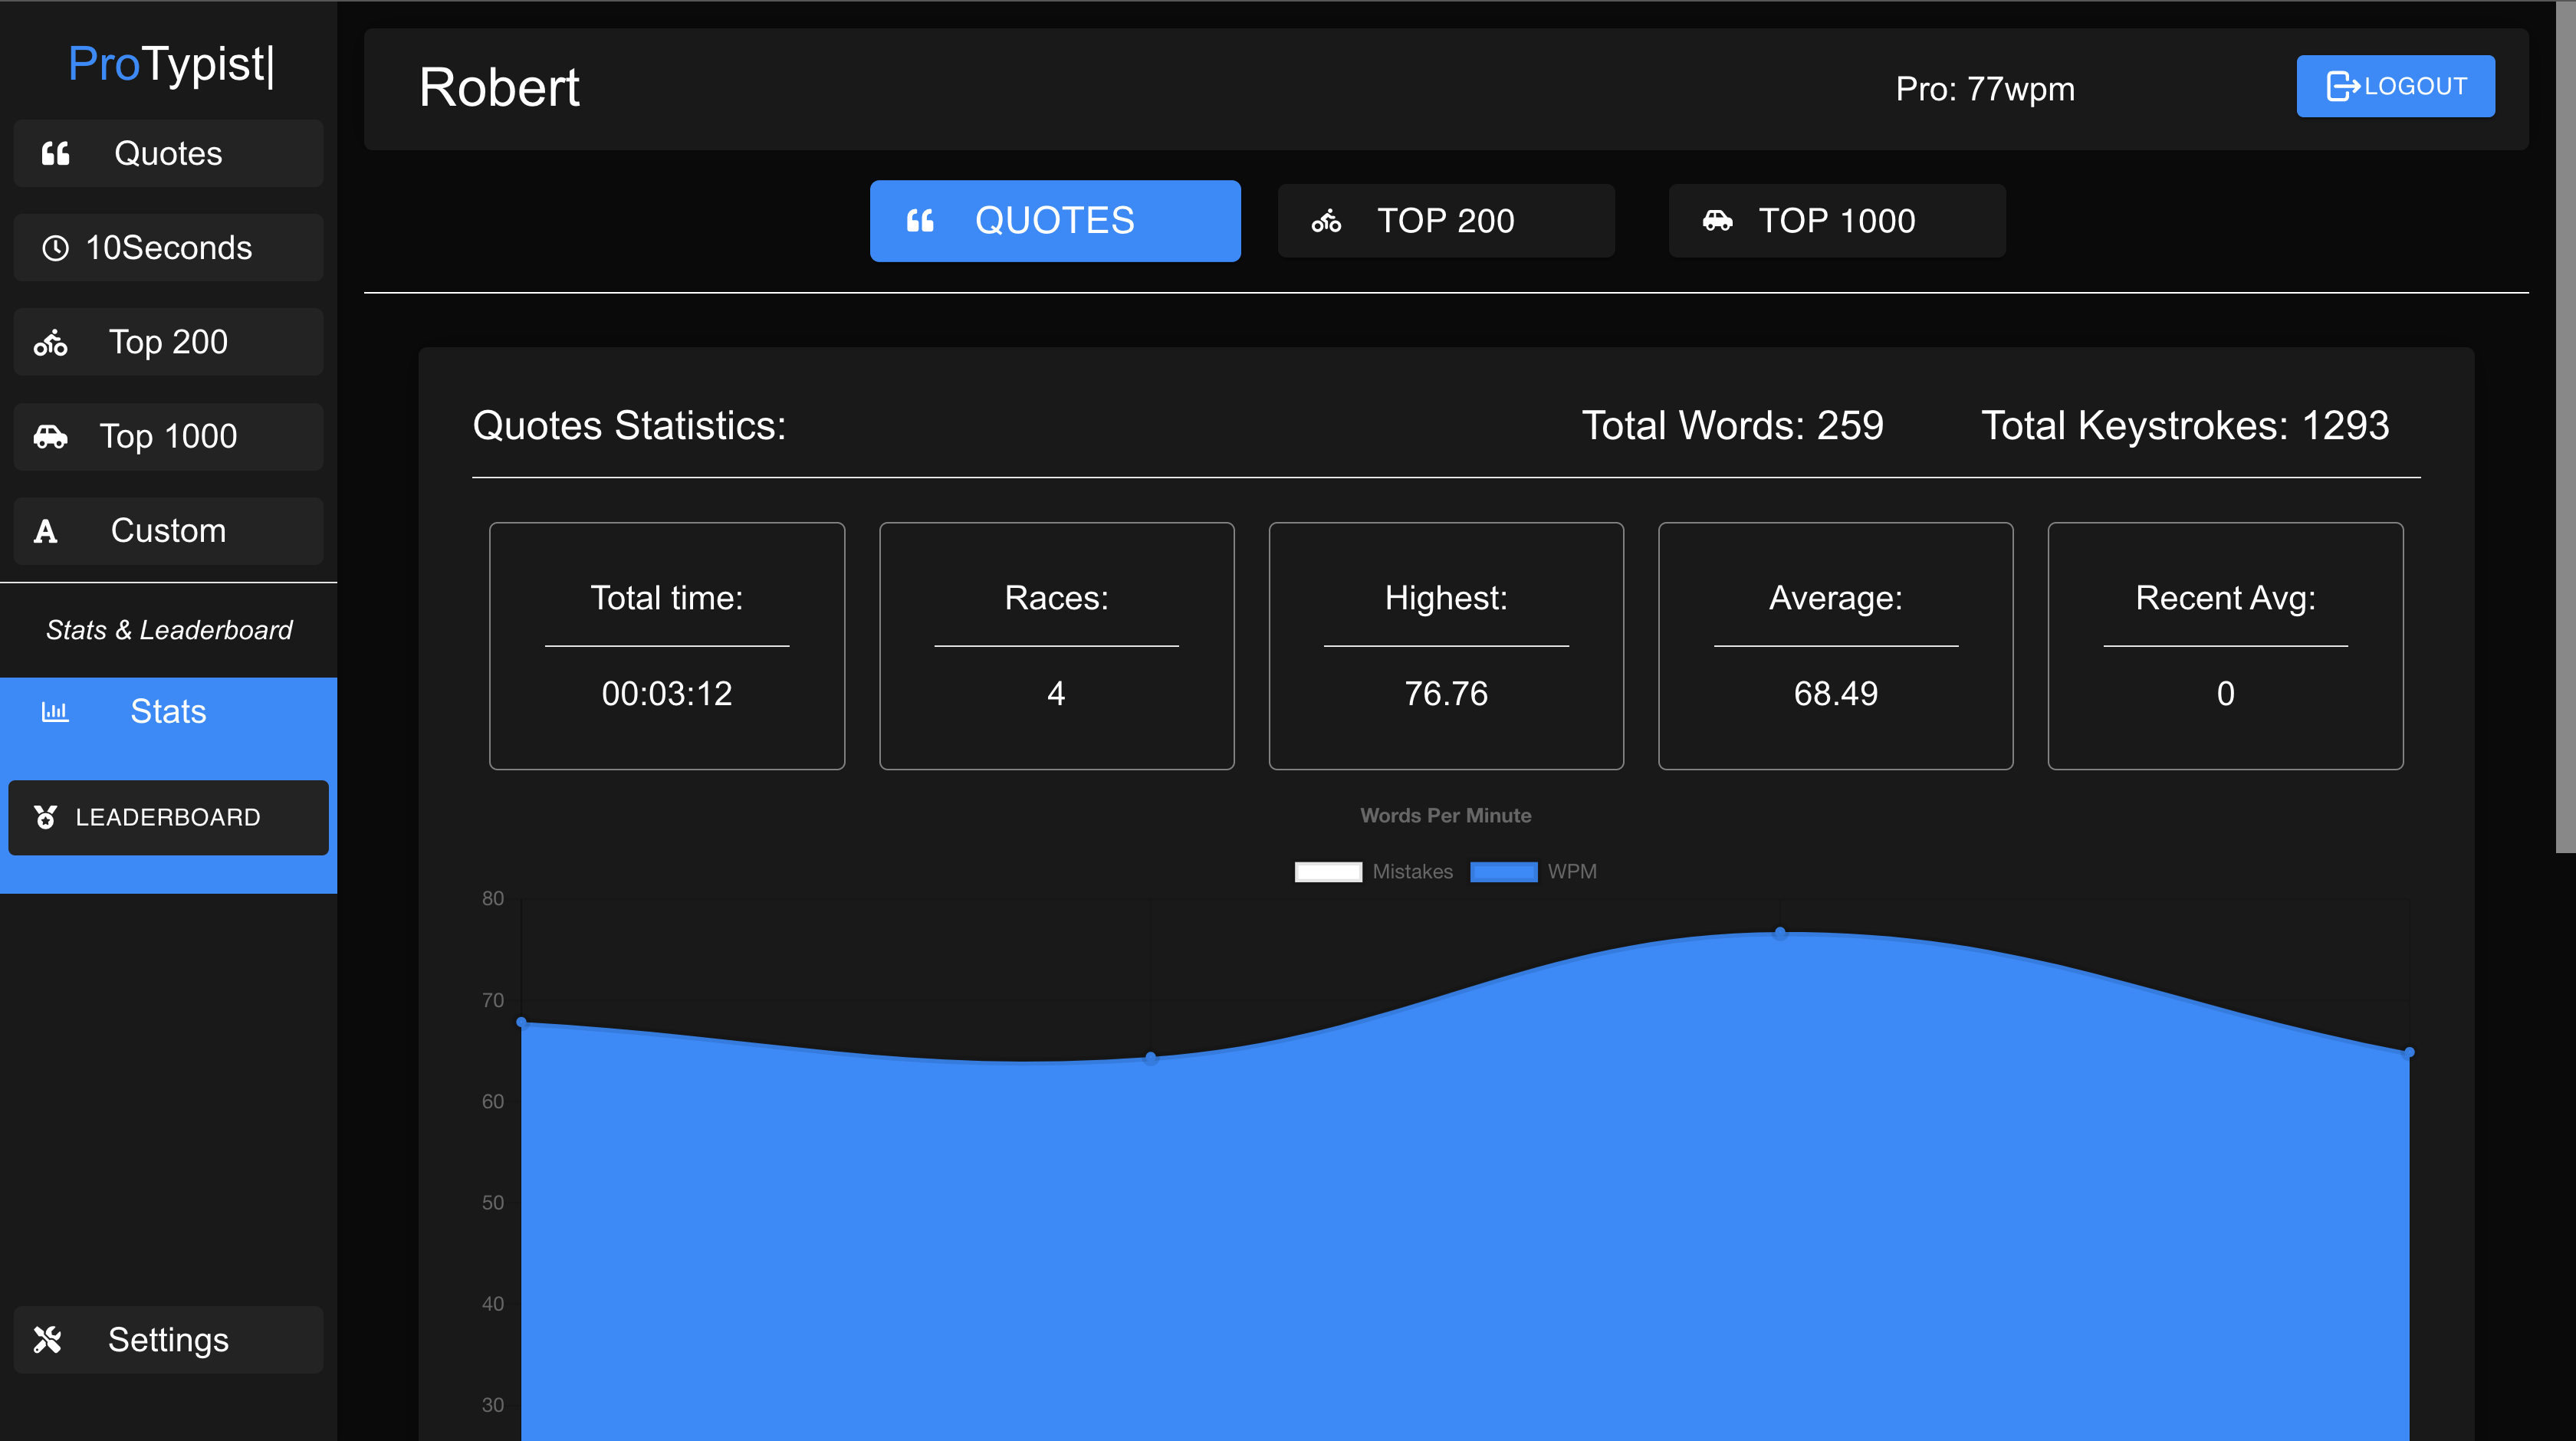 ProTypist|
Quotes
10Seconds
Top 200
Top 1000
Custom
Stats & Leaderboard
Stats
LEADERBOARD
Settings
Robert
Pro: 77wpm
LOGOUT
QUOTES
TOP 200
TOP 1000
Quotes Statistics:
Total Words: 259
Total Keystrokes: 1293
Total time:
00:03:12
Races:
4
Highest:
76.76
Average:
68.49
Recent Avg:
0
Words Per Minute
Mistakes
WPM
80
70
60
50
40
30